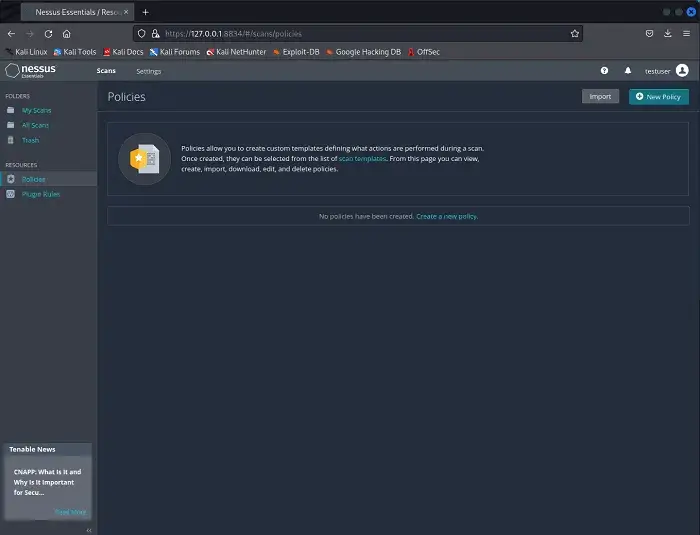 Nessus Essentials / Reso
https://127.0.0.1:8834/#/scans/policies
Kali Linux Kali Tools Kali Docs Kali Forums Kali NetHunter Exploit-DB Google Hacking DB OffSec
nessus Essentials Scans Settings testuser
FOLDERS
My Scans
All Scans
Trash
RESOURCES
Policies
Plugin Rules
Policies Import New Policy
Policies allow you to create custom templates defining what actions are performed during a scan.
Once created, they can be selected from the list of scan templates. From this page you can view,
create, import, download, edit, and delete policies.
No policies have been created. Create a new policy.
Tenable News
CNAPP: What Is It and
Why Is It Important
for Secu...
Read More